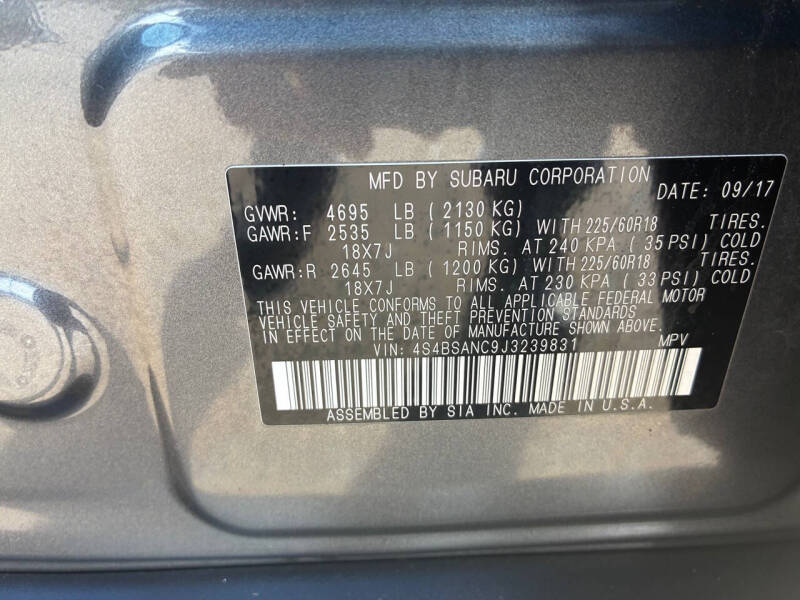 MFD BY SUBARU CORPORATION DATE: 09/17
GVWR: 4695 LB ( 2130 KG)
GAWR:F 2535 LB ( 1150 KG) WITH 225/60R18 TIRES.
18X7J RIMS. AT 240 KPA ( 35 PSI) COLD
GAWR:R 2645 LB ( 1200 KG) WITH 225/60R18 TIRES.
18X7J RIMS. AT 230 KPA ( 33 PSI) COLD
THIS VEHICLE CONFORMS TO ALL APPLICABLE FEDERAL MOTOR
VEHICLE SAFETY AND THEFT PREVENTION STANDARDS
IN EFFECT ON THE DATE OF MANUFACTURE SHOWN ABOVE.
VIN: 4S4BSANC9J3239831 MPV
ASSEMBLED BY SIA INC. MADE IN U.S.A.